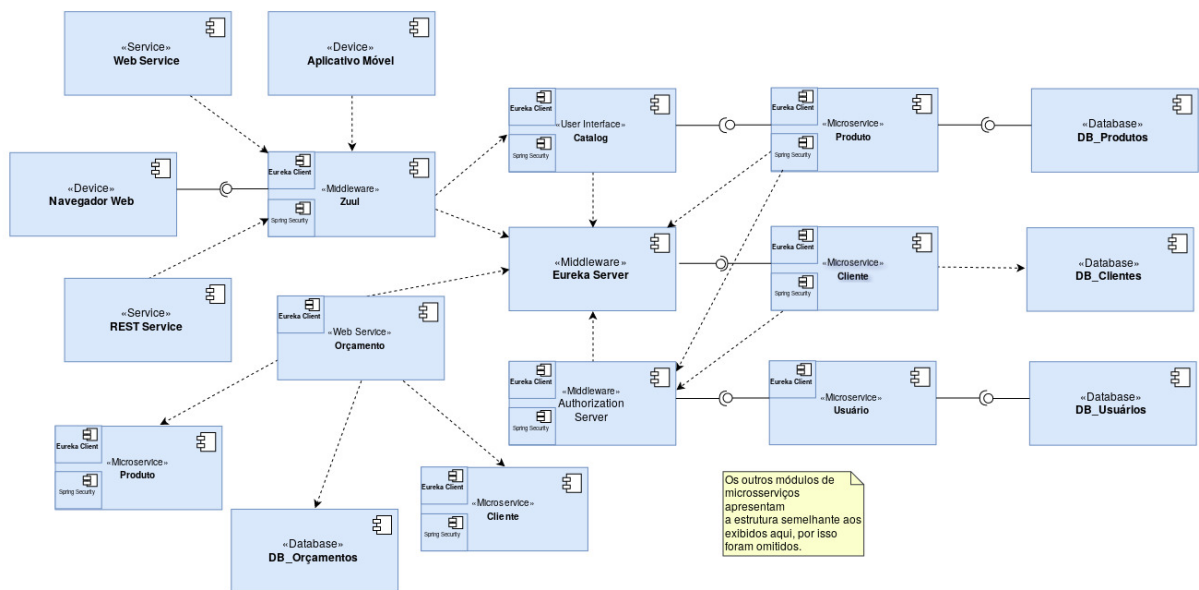 «Service»
Web Service
«Device»
Aplicativo Móvel
Eureka Client
«User Interface»
Catalog
Spring Security
Eureka Client
«Microservice»
Produto
Spring Security
«Database»
DB_Produtos
«Device»
Navegador Web
Eureka Client
«Middleware»
Zuul
Spring Security
«Middleware»
Eureka Server
Eureka Client
«Microservice»
Cliente
Spring Security
«Database»
DB_Clientes
«Service»
REST Service
Eureka Client
«Web Service»
Orçamento
Eureka Client
«Middleware»
Authorization
Server
Spring Security
Eureka Client
«Microservice»
Usuário
«Database»
DB_Usuários
Eureka Client
«Microservice»
Produto
Spring Security
«Database»
DB_Orçamentos
Eureka Client
«Microservice»
Cliente
Spring Security
Os outros módulos de
microsserviços
apresentam
a estrutura semelhante aos
exibidos aqui, por isso
foram omitidos.